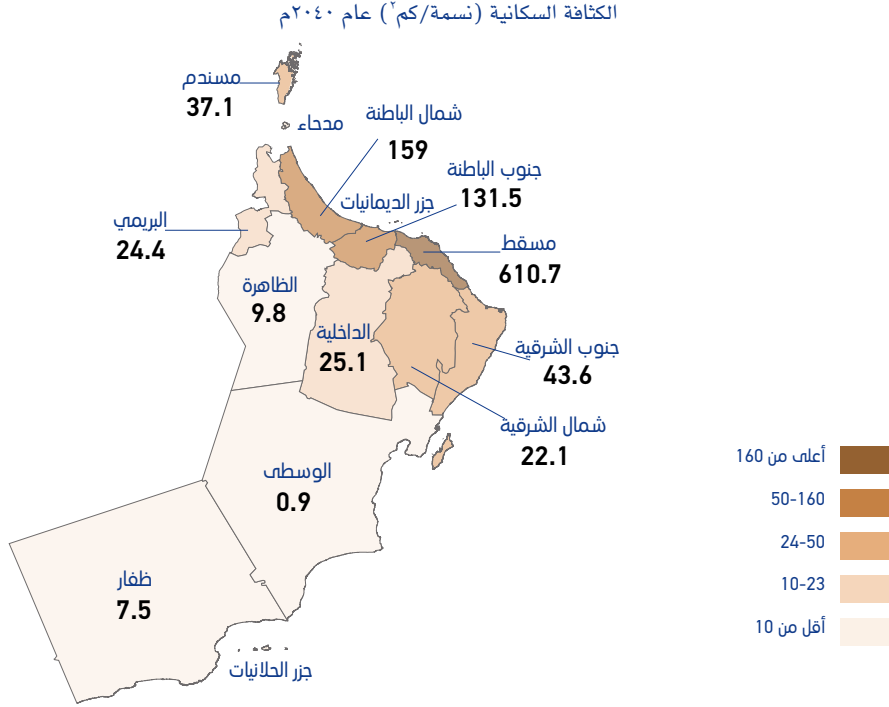 الكثافة السكانية (نسمة/كم²) عام ٢٠٤٠م
مسندم
37.1
مدحاء
شمال الباطنة
159
جنوب الباطنة
131.5
جزر الديمانيات
البريمي
24.4
مسقط
610.7
الظاهرة
9.8
الداخلية
25.1
جنوب الشرقية
43.6
شمال الشرقية
22.1
الوسطى
0.9
ظفار
7.5
جزر الحلانيات
أعلى من 160
50-160
24-50
10-23
أقل من 10